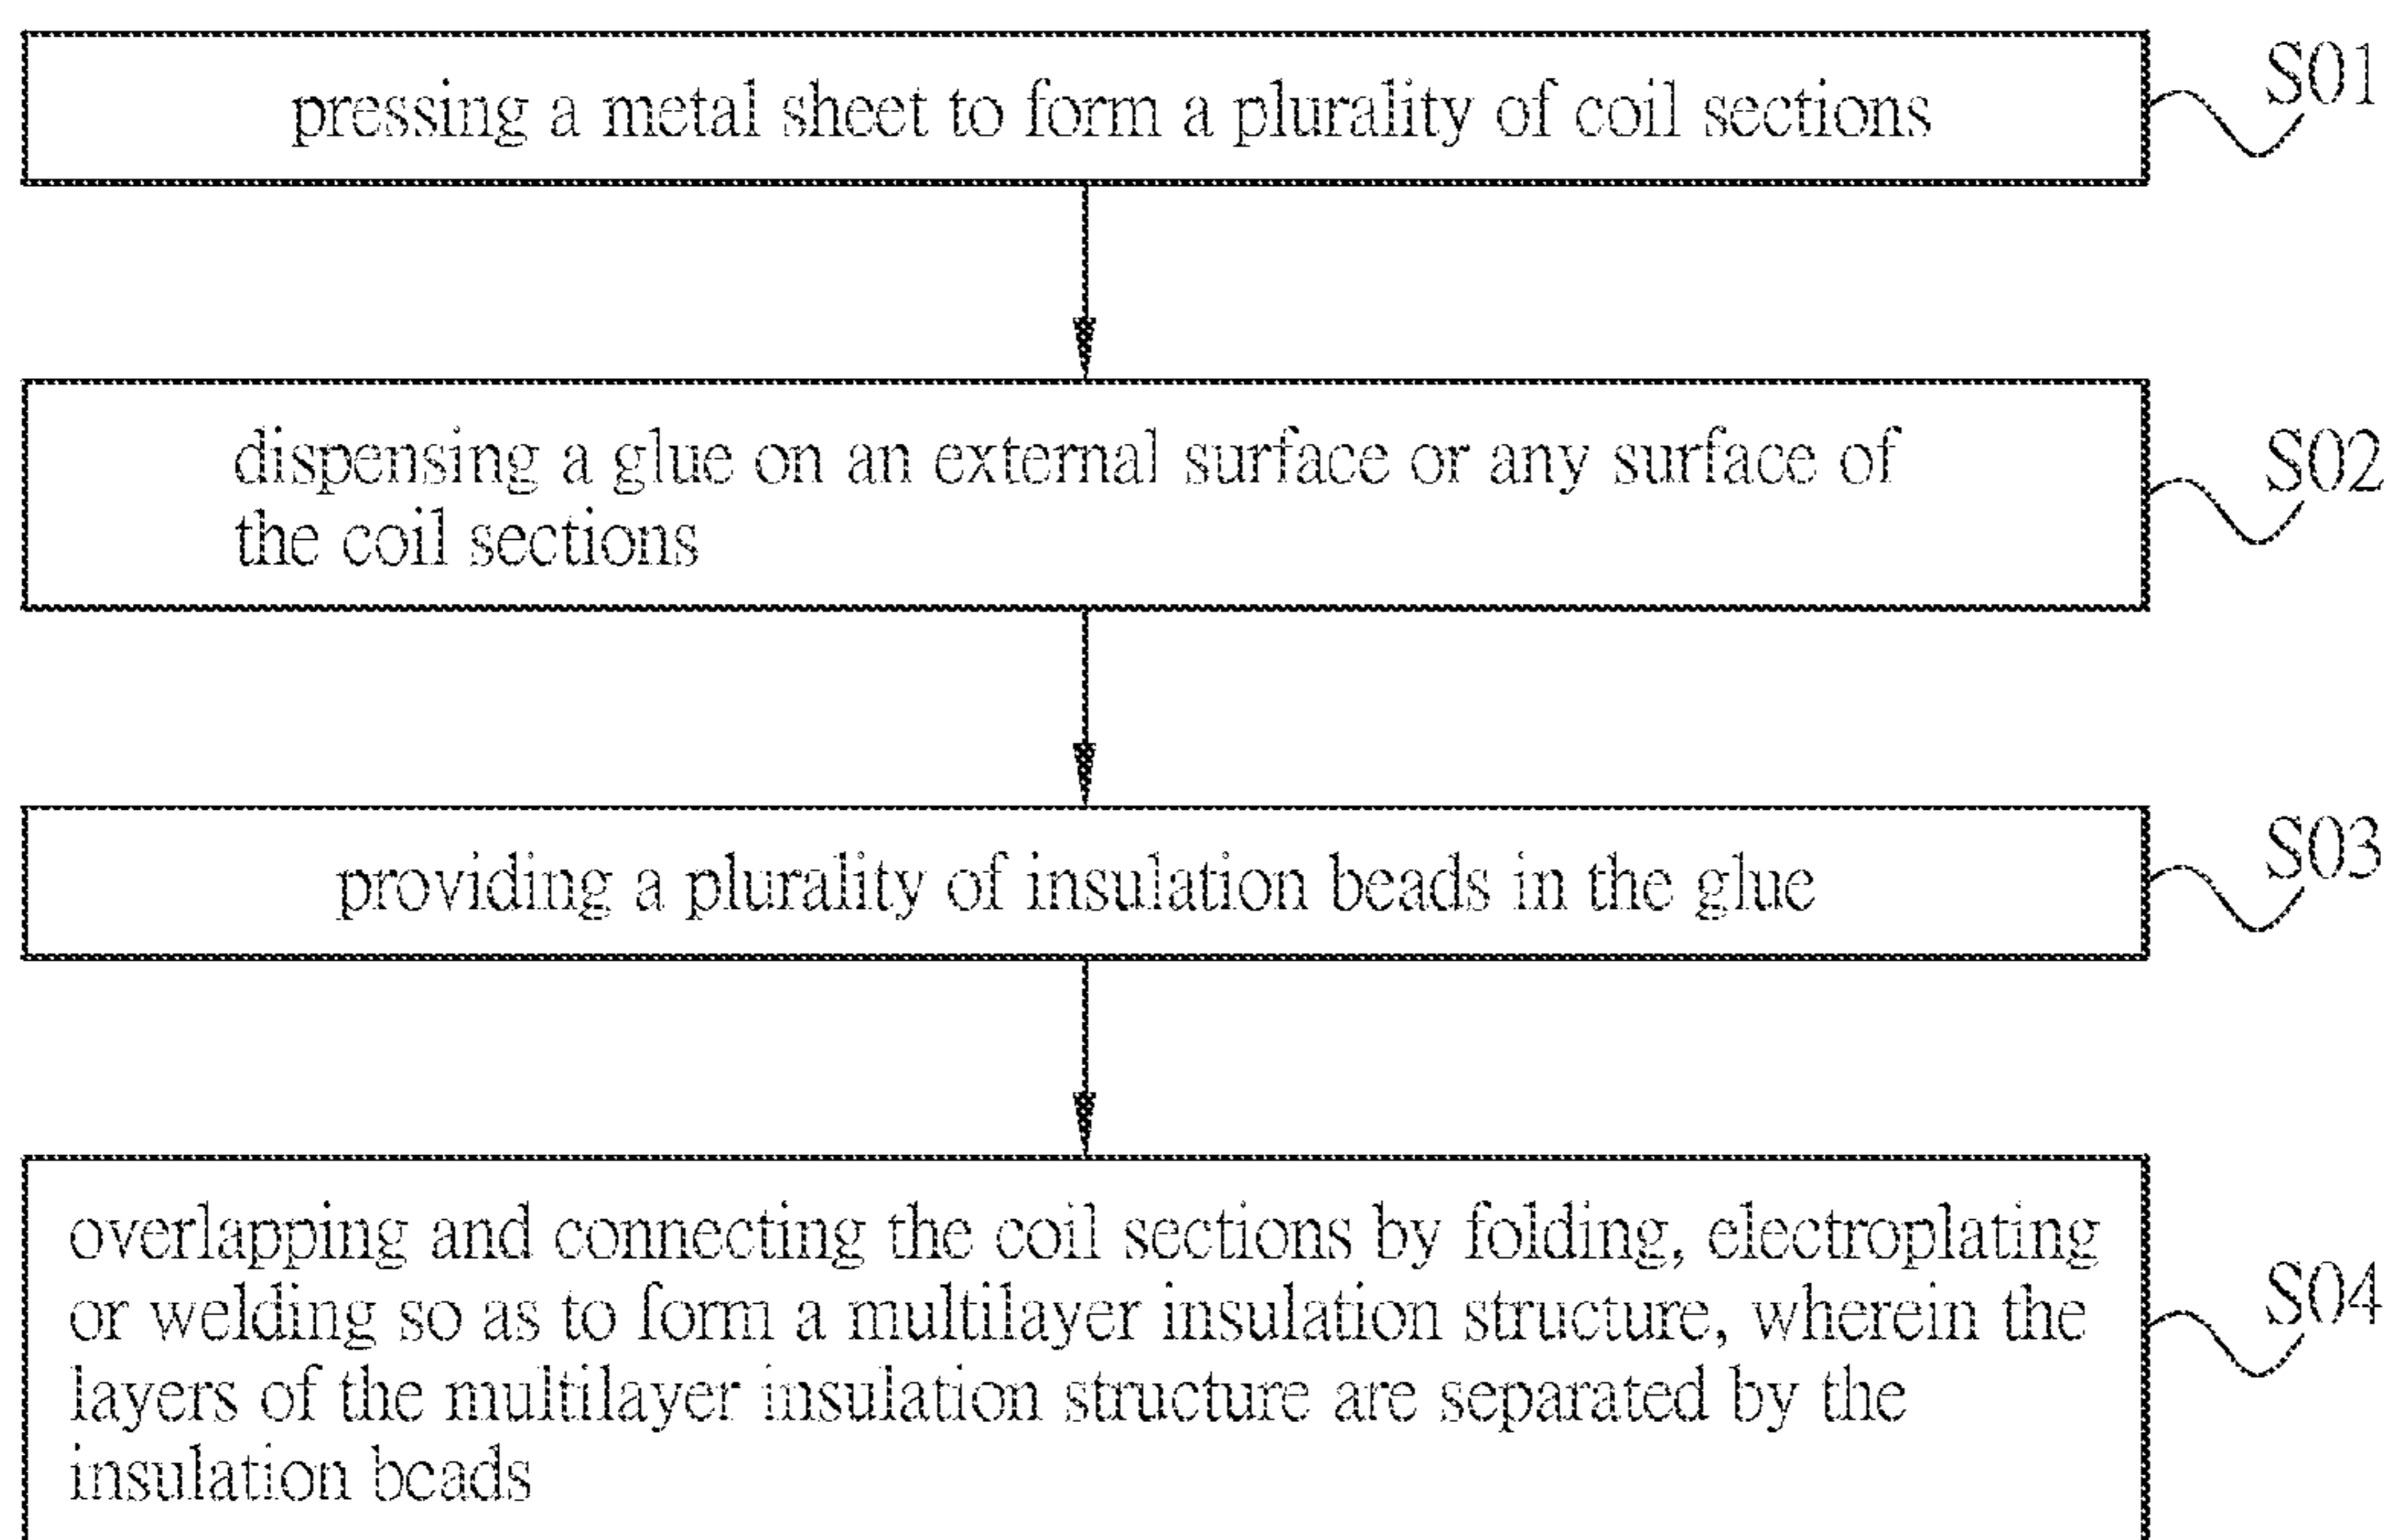 pressing a metal sheet to form a plurality of coil sections
S01
dispensing a glue on an external surface or any surface of
the coil sections
S02
providing a plurality of insulation beads in the glue
S03
overlapping and connecting the coil sections by folding, electroplating
or welding so as to form a multilayer insulation structure, wherein the
layers of the multilayer insulation structure are separated by the
insulation beads
S04